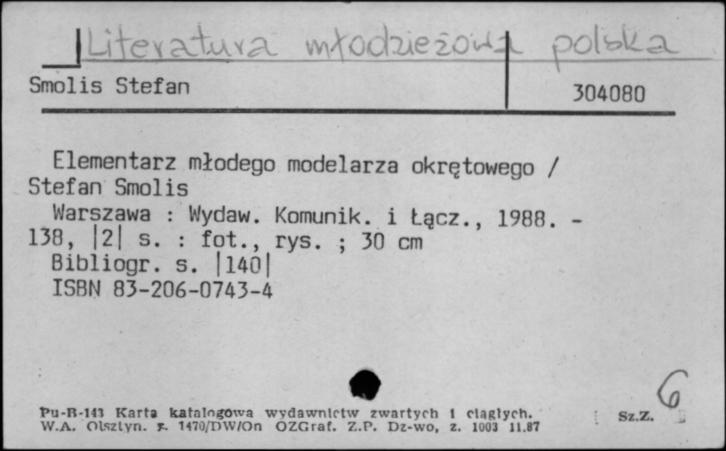 Literatura młodzieżowa polska
Smolis Stefan
304080
Elementarz młodego modelarza okrętowego /
Stefan Smolis
Warszawa : Wydaw. Komunik. i Łącz., 1988. -
138, |2| s. : fot., rys. ; 30 cm
Bibliogr. s. |140|
ISBN 83-206-0743-4
6
Pu-B-143 Karta katalogowa wydawnictw zwartych i ciągłych.
Sz.Z.
W.A. Olsztyn. z. 1470/DW/On OZGraf. Z.P. Dz-wo, z. 1003 11.87